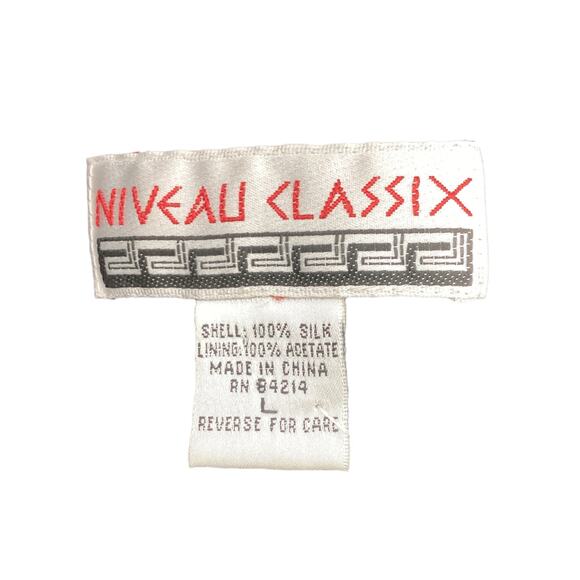 NIVEAU CLASSIX
SHELL: 100% SILK
LINING: 100% ACETATE
MADE IN CHINA
RN 84214
L
REVERSE FOR CARE